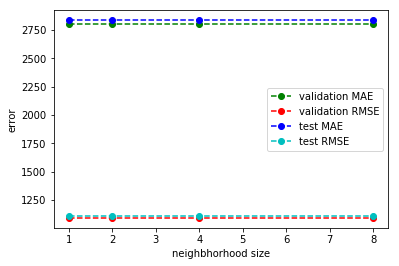 2750
2500
2250
2000
1750
1500
1250
error
validation MAE
validation RMSE
test MAE
test RMSE
1 2 3 4 5 6 7 8
neighbhorhood size